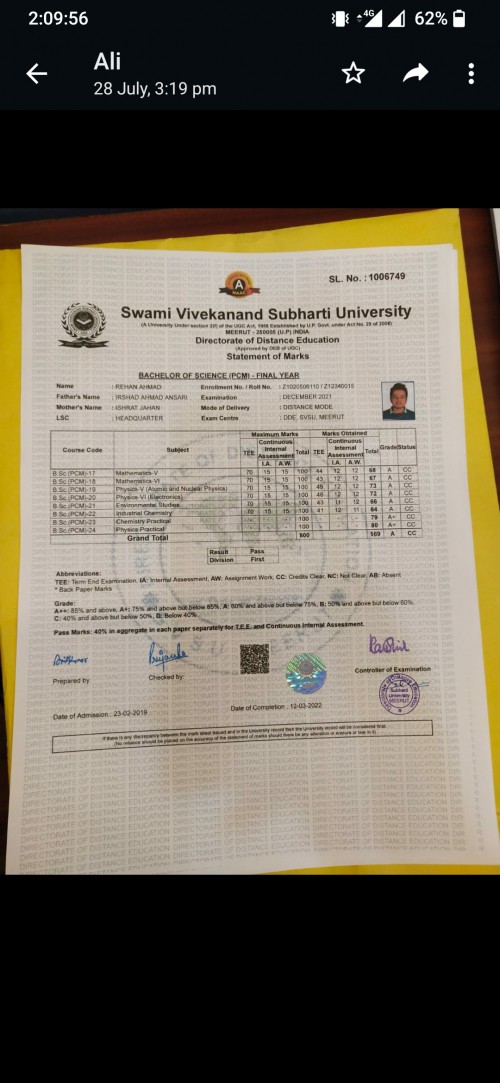 2:09:56
4G
62%
Ali
28 July, 3:19 pm
SL. No. : 1006749
A
Swami Vivekanand Subharti University
(A University Under section 2(f) of the UGC Act, 1956 Established by U.P. Govt. under Act No. 29 of 2008)
MEERUT - 250005 (U.P) INDIA
Directorate of Distance Education
(Approved by DEB of UGC)
Statement of Marks
BACHELOR OF SCIENCE (PCM) - FINAL YEAR
Name : REHAN AHMAD Enrollment No. / Roll No. : Z1020506110 / Z12340015
Father's Name : IRSHAD AHMAD ANSARI Examination : DECEMBER 2021
Mother's Name : ISHRAT JAHAN Mode of Delivery : DISTANCE MODE
LSC : HEADQUARTER Exam Centre : DDE, SVSU, MEERUT
Maximum Marks Marks Obtained
Course Code Subject TEE Continuous Internal Assessment Total TEE Continuous Internal Assessment Total Grade Status
I.A. A.W. I.A. A.W.
B.Sc.(PCM)-17 Mathematics-V 70 15 15 100 44 12 12 68 A CC
B.Sc.(PCM)-18 Mathematics-VI 70 15 15 100 43 12 12 67 A CC
B.Sc.(PCM)-19 Physics-V (Atomic and Nuclear Physics) 70 15 15 100 12 12 73 A CC
B.Sc.(PCM)-20 Physics-VI (Electronics) 70 15 15 100 48 12 12 72 A CC
B.Sc.(PCM)-21 Environmental Studies 70 15 15 100 43 11 12 66 A CC
B.Sc.(PCM)-22 Industrial Chemistry 70 15 15 100 41 12 11 64 A CC
B.Sc.(PCM)-23 Chemistry Practical 100 79 A+ CC
B.Sc.(PCM)-24 Physics Practical 100 80 A+ CC
Grand Total 800 569 A CC
Result Pass
Division First
Abbreviations:
TEE: Term End Examination, IA: Internal Assessment, AW: Assignment Work, CC: Credits Clear, NC: Not Clear, AB: Absent
* Back Paper Marks
Grade:
A++: 85% and above, A+: 75% and above but below 85%, A: 60% and above but below 75%, B: 50% and above but below 60%,
C: 40% and above but below 50%, D: Below 40%
Pass Marks: 40% in aggregate in each paper separately for T.E.E. and Continuous Internal Assessment.
Prepared by
Checked by:
Controller of Examination
Subharti
University
MEERUT
Date of Admission : 23-02-2019
Date of Completion : 12-03-2022
If there is any discrepancy between the mark sheet issued and in the University record then the University record will be considered final.
(No reliance should be placed on the accuracy of the statement of marks should there be any alteration or erasure or tear in it)
DIRECTORATE OF DISTANCE EDUCATION